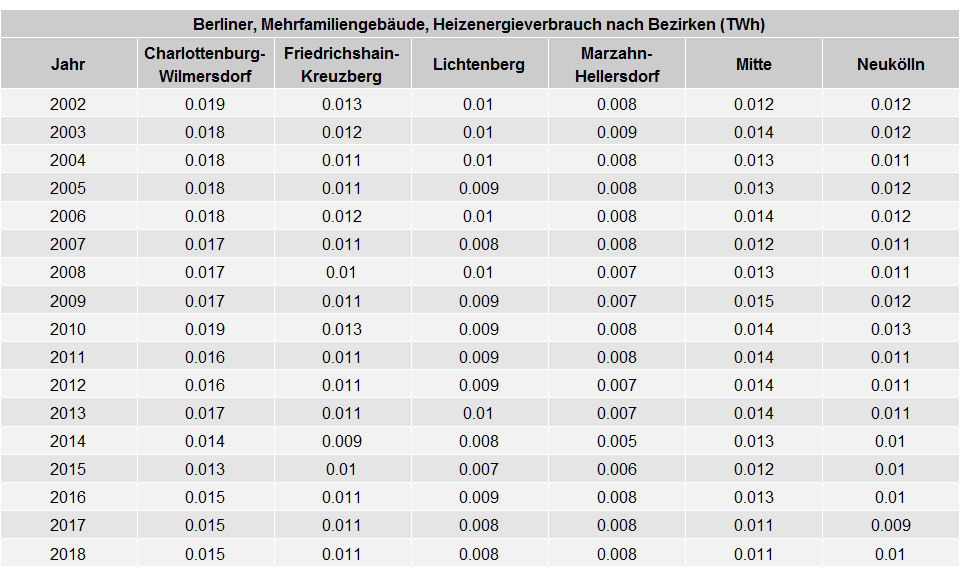 Berliner, Mehrfamiliengebäude, Heizenergieverbrauch nach Bezirken (TWh)
Jahr Charlottenburg-Wilmersdorf Friedrichshain-Kreuzberg Lichtenberg Marzahn-Hellersdorf Mitte Neukölln
2002 0.019 0.013 0.01 0.008 0.012 0.012
2003 0.018 0.012 0.01 0.009 0.014 0.012
2004 0.018 0.011 0.01 0.008 0.013 0.011
2005 0.018 0.011 0.009 0.008 0.013 0.012
2006 0.018 0.012 0.01 0.008 0.014 0.012
2007 0.017 0.011 0.008 0.008 0.012 0.011
2008 0.017 0.01 0.01 0.007 0.013 0.011
2009 0.017 0.011 0.009 0.007 0.015 0.012
2010 0.019 0.013 0.009 0.008 0.014 0.013
2011 0.016 0.011 0.009 0.008 0.014 0.011
2012 0.016 0.011 0.009 0.007 0.014 0.011
2013 0.017 0.011 0.01 0.007 0.014 0.011
2014 0.014 0.009 0.008 0.005 0.013 0.01
2015 0.013 0.01 0.007 0.006 0.012 0.01
2016 0.015 0.011 0.009 0.008 0.013 0.01
2017 0.015 0.011 0.008 0.008 0.011 0.009
2018 0.015 0.011 0.008 0.008 0.011 0.01